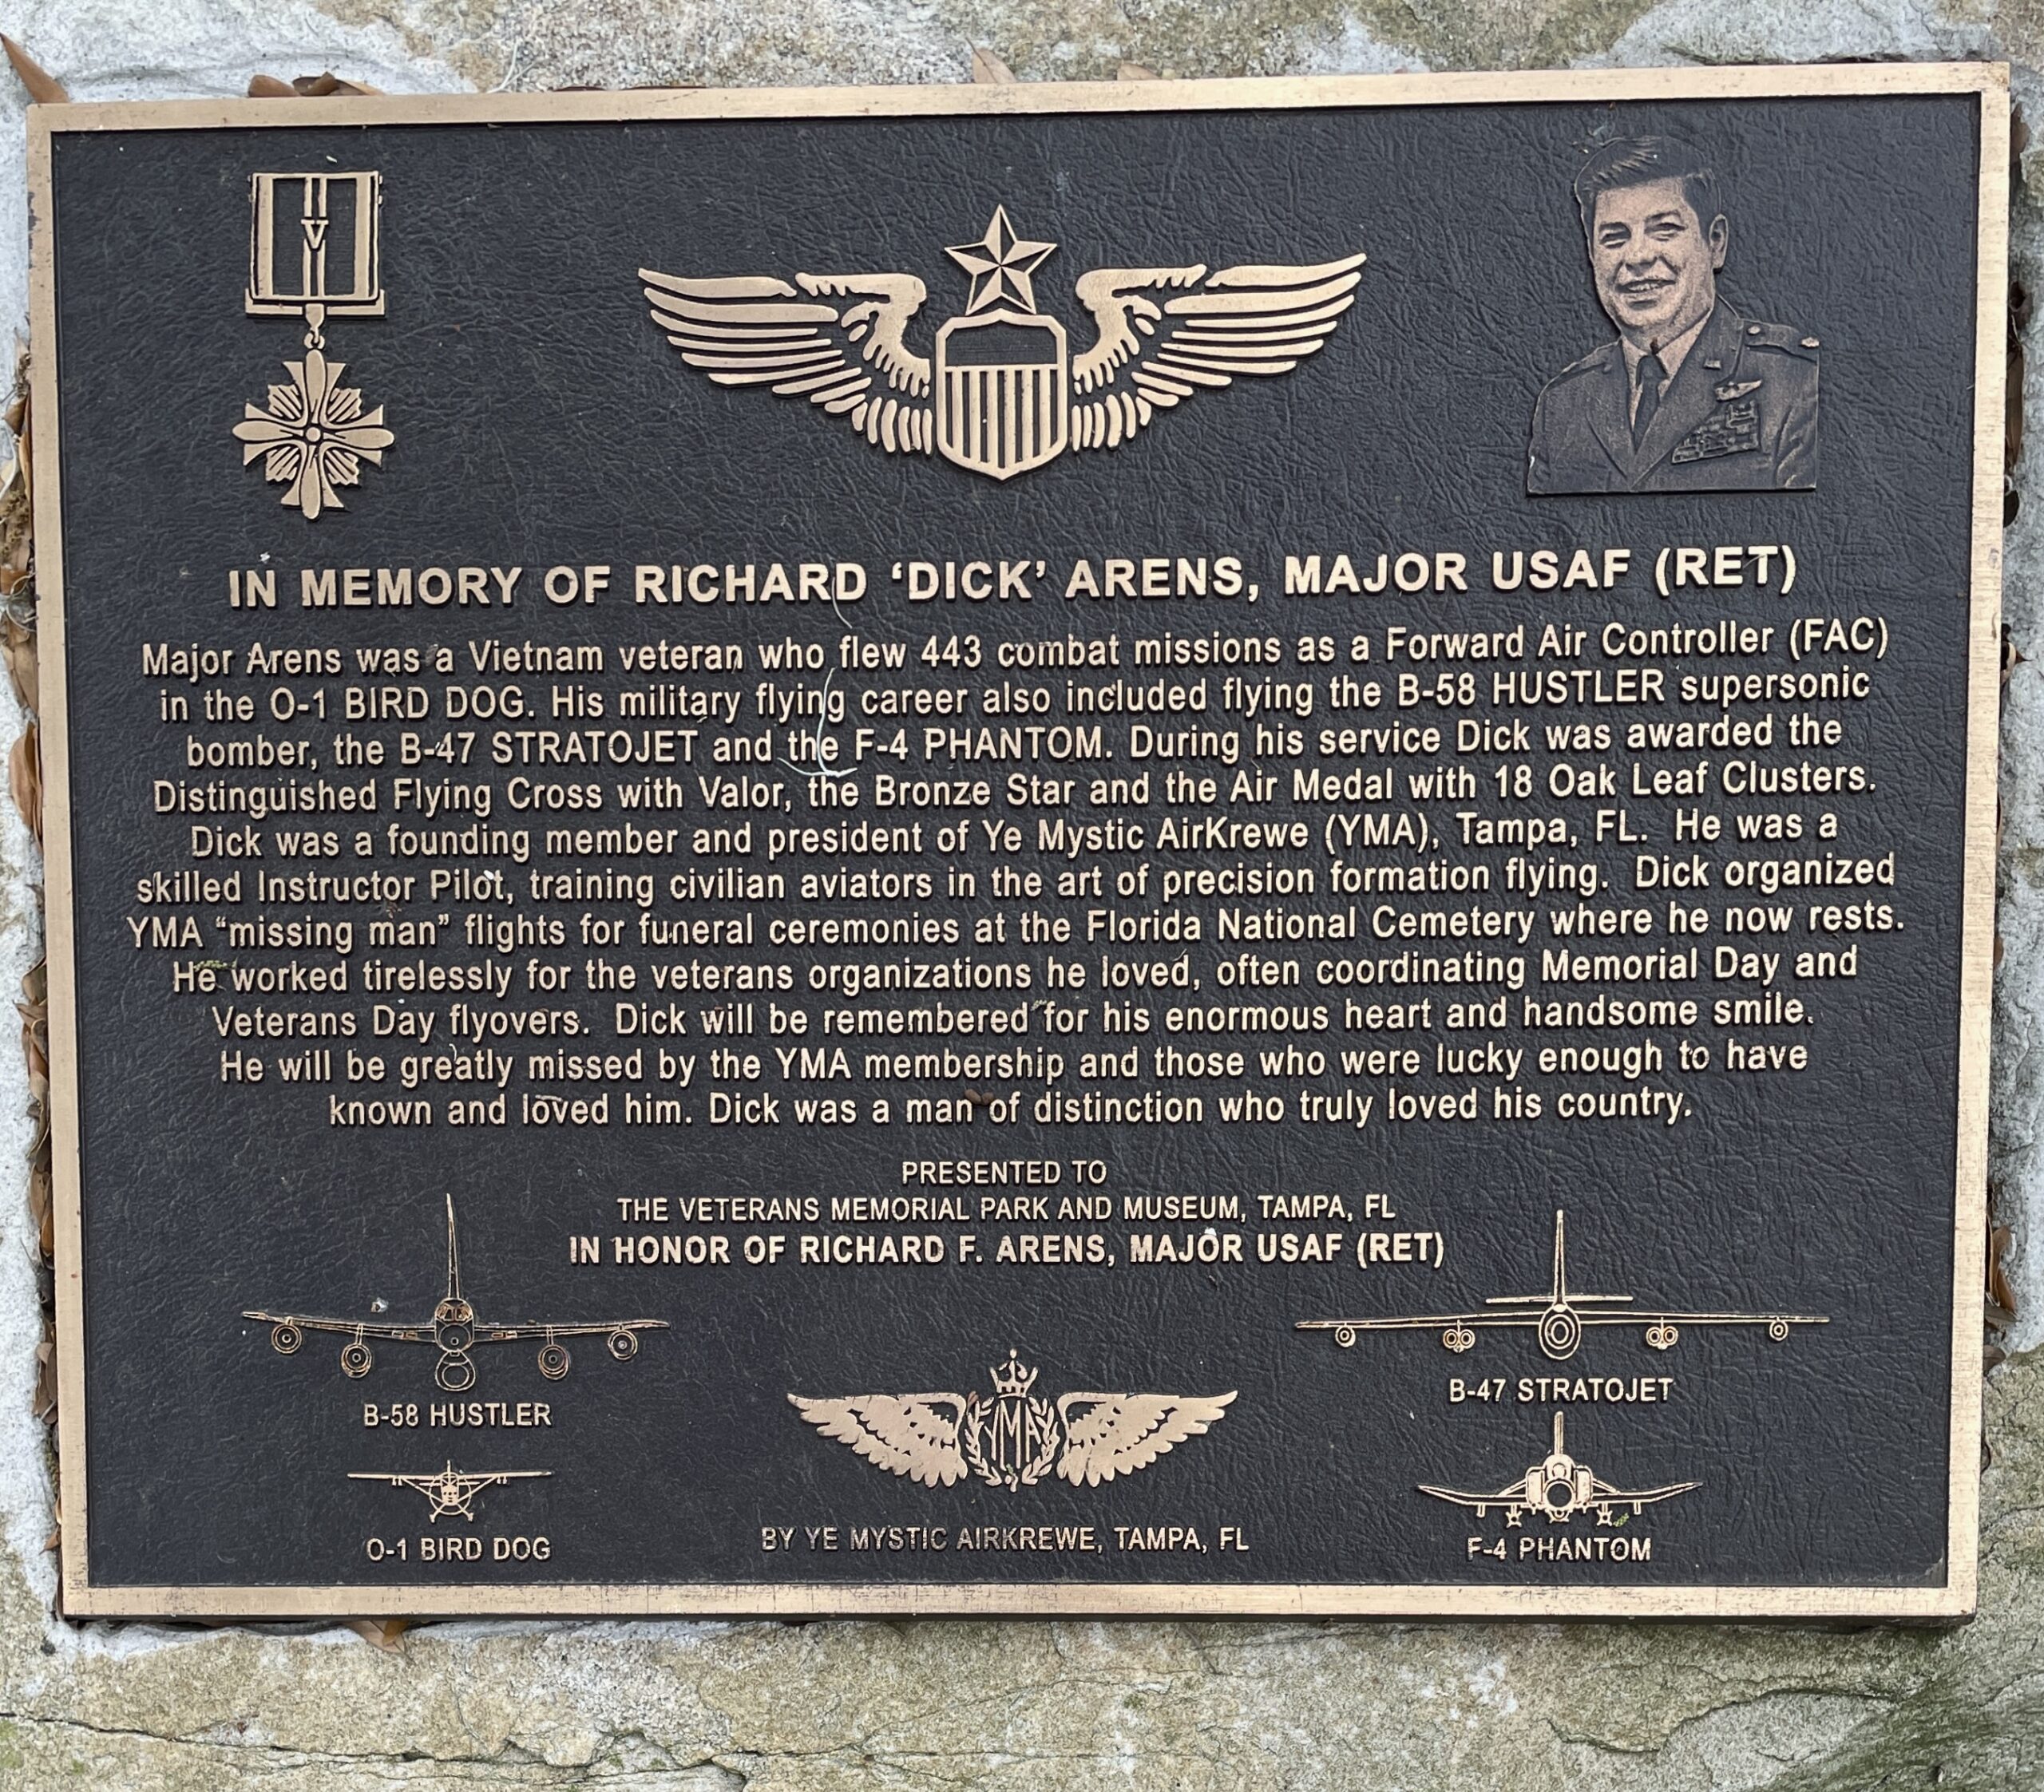 V
IN MEMORY OF RICHARD ‘DICK’ ARENS, MAJOR USAF (RET)
Major Arens was a Vietnam veteran who flew 443 combat missions as a Forward Air Controller (FAC)
in the O-1 BIRD DOG. His military flying career also included flying the B-58 HUSTLER supersonic
bomber, the B-47 STRATOJET and the F-4 PHANTOM. During his service Dick was awarded the
Distinguished Flying Cross with Valor, the Bronze Star and the Air Medal with 18 Oak Leaf Clusters.
Dick was a founding member and president of Ye Mystic AirKrewe (YMA), Tampa, FL. He was a
skilled Instructor Pilot, training civilian aviators in the art of precision formation flying. Dick organized
YMA “missing man” flights for funeral ceremonies at the Florida National Cemetery where he now rests.
He worked tirelessly for the veterans organizations he loved, often coordinating Memorial Day and
Veterans Day flyovers. Dick will be remembered for his enormous heart and handsome smile.
He will be greatly missed by the YMA membership and those who were lucky enough to have
known and loved him. Dick was a man of distinction who truly loved his country.
PRESENTED TO
THE VETERANS MEMORIAL PARK AND MUSEUM, TAMPA, FL
IN HONOR OF RICHARD F. ARENS, MAJOR USAF (RET)
B-58 HUSTLER
B-47 STRATOJET
YMA
O-1 BIRD DOG
BY YE MYSTIC AIRKREWE, TAMPA, FL
F-4 PHANTOM